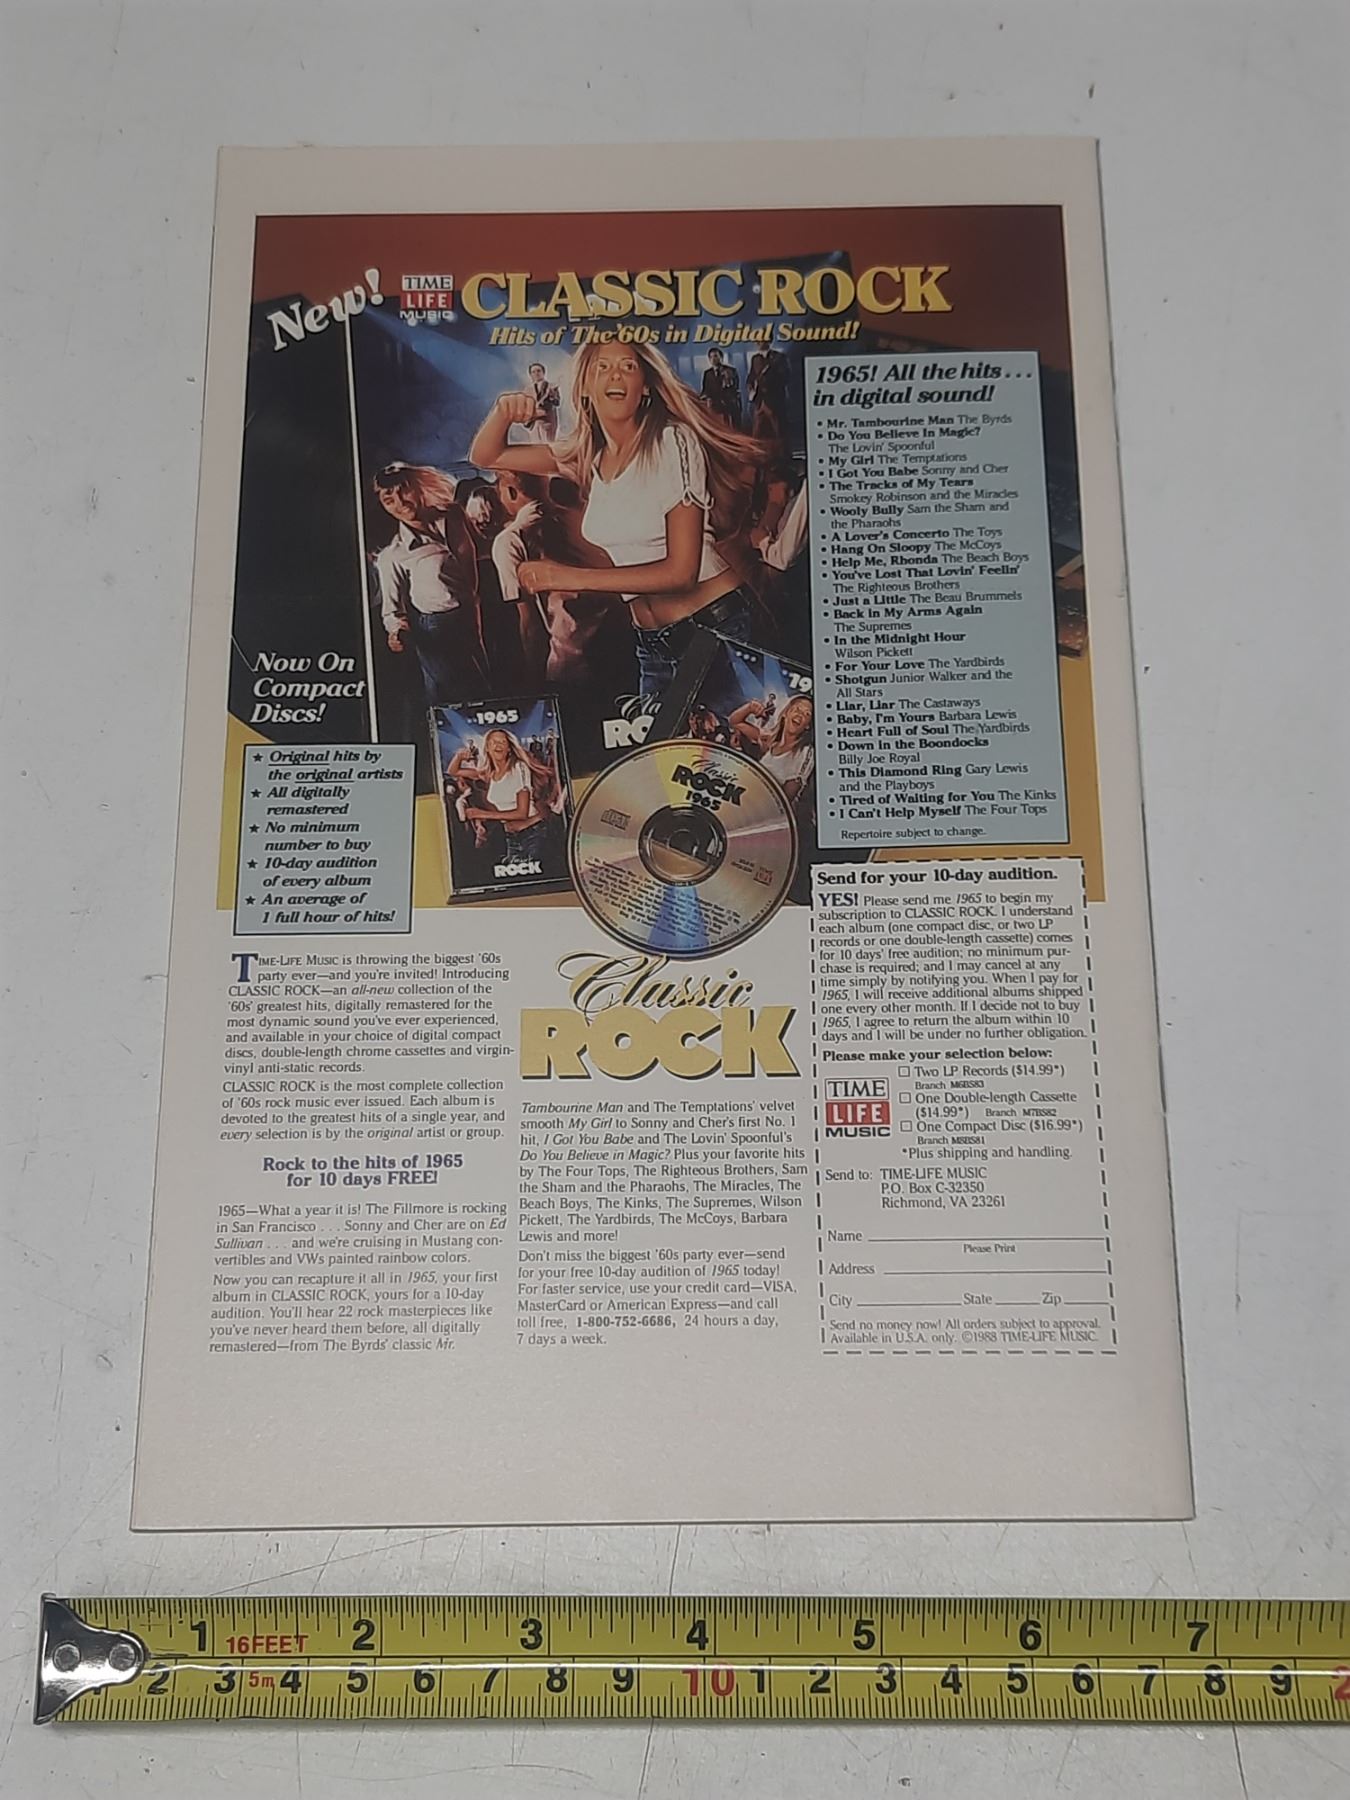 New!
TIME
LIFE
MUSIC
CLASSIC ROCK
Hits of The '60s in Digital Sound!
1965! All the hits...
in digital sound!
• Mr. Tambourine Man The Byrds
• Do You Believe In Magic?
The Lovin' Spoonful
• My Girl The Temptations
• I Got You Babe Sonny and Cher
• The Tracks of My Tears
Smokey Robinson and the Miracles
• Wooly Bully Sam the Sham and
the Pharaohs
• A Lover's Concerto The Toys
• Hang On Sloopy The McCoys
• Help Me, Rhonda The Beach Boys
• You've Lost That Lovin' Feelin'
The Righteous Brothers
• Just a Little The Beau Brummels
• Back in My Arms Again
The Supremes
• In the Midnight Hour
Wilson Pickett
• For Your Love The Yardbirds
• Shotgun Junior Walker and the
All Stars
• Liar, Liar The Castaways
• Baby, I'm Yours Barbara Lewis
• Heart Full of Soul The Yardbirds
• Down in the Boondocks
Billy Joe Royal
• This Diamond Ring Gary Lewis
and the Playboys
• Tired of Waiting for You The Kinks
• I Can't Help Myself The Four Tops
Repertoire subject to change.
Now On
Compact
Discs!
★ Original hits by
the original artists
★ All digitally
remastered
★ No minimum
number to buy
★ 10-day audition
of every album
★ An average of
1 full hour of hits!
1965
Classic
ROCK
Cla
RO
19
Classic
ROCK
1965
TIME-LIFE MUSIC is throwing the biggest '60s
party ever—and you're invited! Introducing
CLASSIC ROCK—an all-new collection of the
'60s' greatest hits, digitally remastered for the
most dynamic sound you've ever experienced,
and available in your choice of digital compact
discs, double-length chrome cassettes and virgin-
vinyl anti-static records.
CLASSIC ROCK is the most complete collection
of '60s rock music ever issued. Each album is
devoted to the greatest hits of a single year, and
every selection is by the original artist or group.
Rock to the hits of 1965
for 10 days FREE!
1965—What a year it is! The Fillmore is rocking
in San Francisco . . . Sonny and Cher are on Ed
Sullivan . . . and we're cruising in Mustang con-
vertibles and VWs painted rainbow colors.
Now you can recapture it all in 1965, your first
album in CLASSIC ROCK, yours for a 10-day
audition. You'll hear 22 rock masterpieces like
you've never heard them before, all digitally
remastered—from The Byrds' classic Mr.
Classic
ROCK
Tambourine Man and The Temptations' velvet
smooth My Girl to Sonny and Cher's first No. 1
hit, I Got You Babe and The Lovin' Spoonful's
Do You Believe in Magic? Plus your favorite hits
by The Four Tops, The Righteous Brothers, Sam
the Sham and the Pharaohs, The Miracles, The
Beach Boys, The Kinks, The Supremes, Wilson
Pickett, The Yardbirds, The McCoys, Barbara
Lewis and more!
Don't miss the biggest '60s party ever—send
for your free 10-day audition of 1965 today!
For faster service, use your credit card—VISA,
MasterCard or American Express—and call
toll free, 1-800-752-6686, 24 hours a day,
7 days a week.
Send for your 10-day audition.
YES! Please send me 1965 to begin my
subscription to CLASSIC ROCK. I understand
each album (one compact disc, or two LP
records or one double-length cassette) comes
for 10 days' free audition; no minimum pur-
chase is required; and I may cancel at any
time simply by notifying you. When I pay for
1965, I will receive additional albums shipped
one every other month. If I decide not to buy
1965, I agree to return the album within 10
days and I will be under no further obligation.
Please make your selection below:
TIME
LIFE
MUSIC
Two LP Records ($14.99*)
Branch M6BS83
One Double-length Cassette
($14.99*) Branch M7BS82
One Compact Disc ($16.99*)
Branch M8BS81
*Plus shipping and handling.
Send to: TIME-LIFE MUSIC
P.O. Box C-32350
Richmond, VA 23261
Name
Please Print
Address
City State Zip
Send no money now! All orders subject to approval.
Available in U.S.A. only. ©1988 TIME-LIFE MUSIC.
1 16FEET 2 3 4 5 6 7
1 2 3 5m 4 5 6 7 8 9 10 1 2 3 4 5 6 7 8 9 2